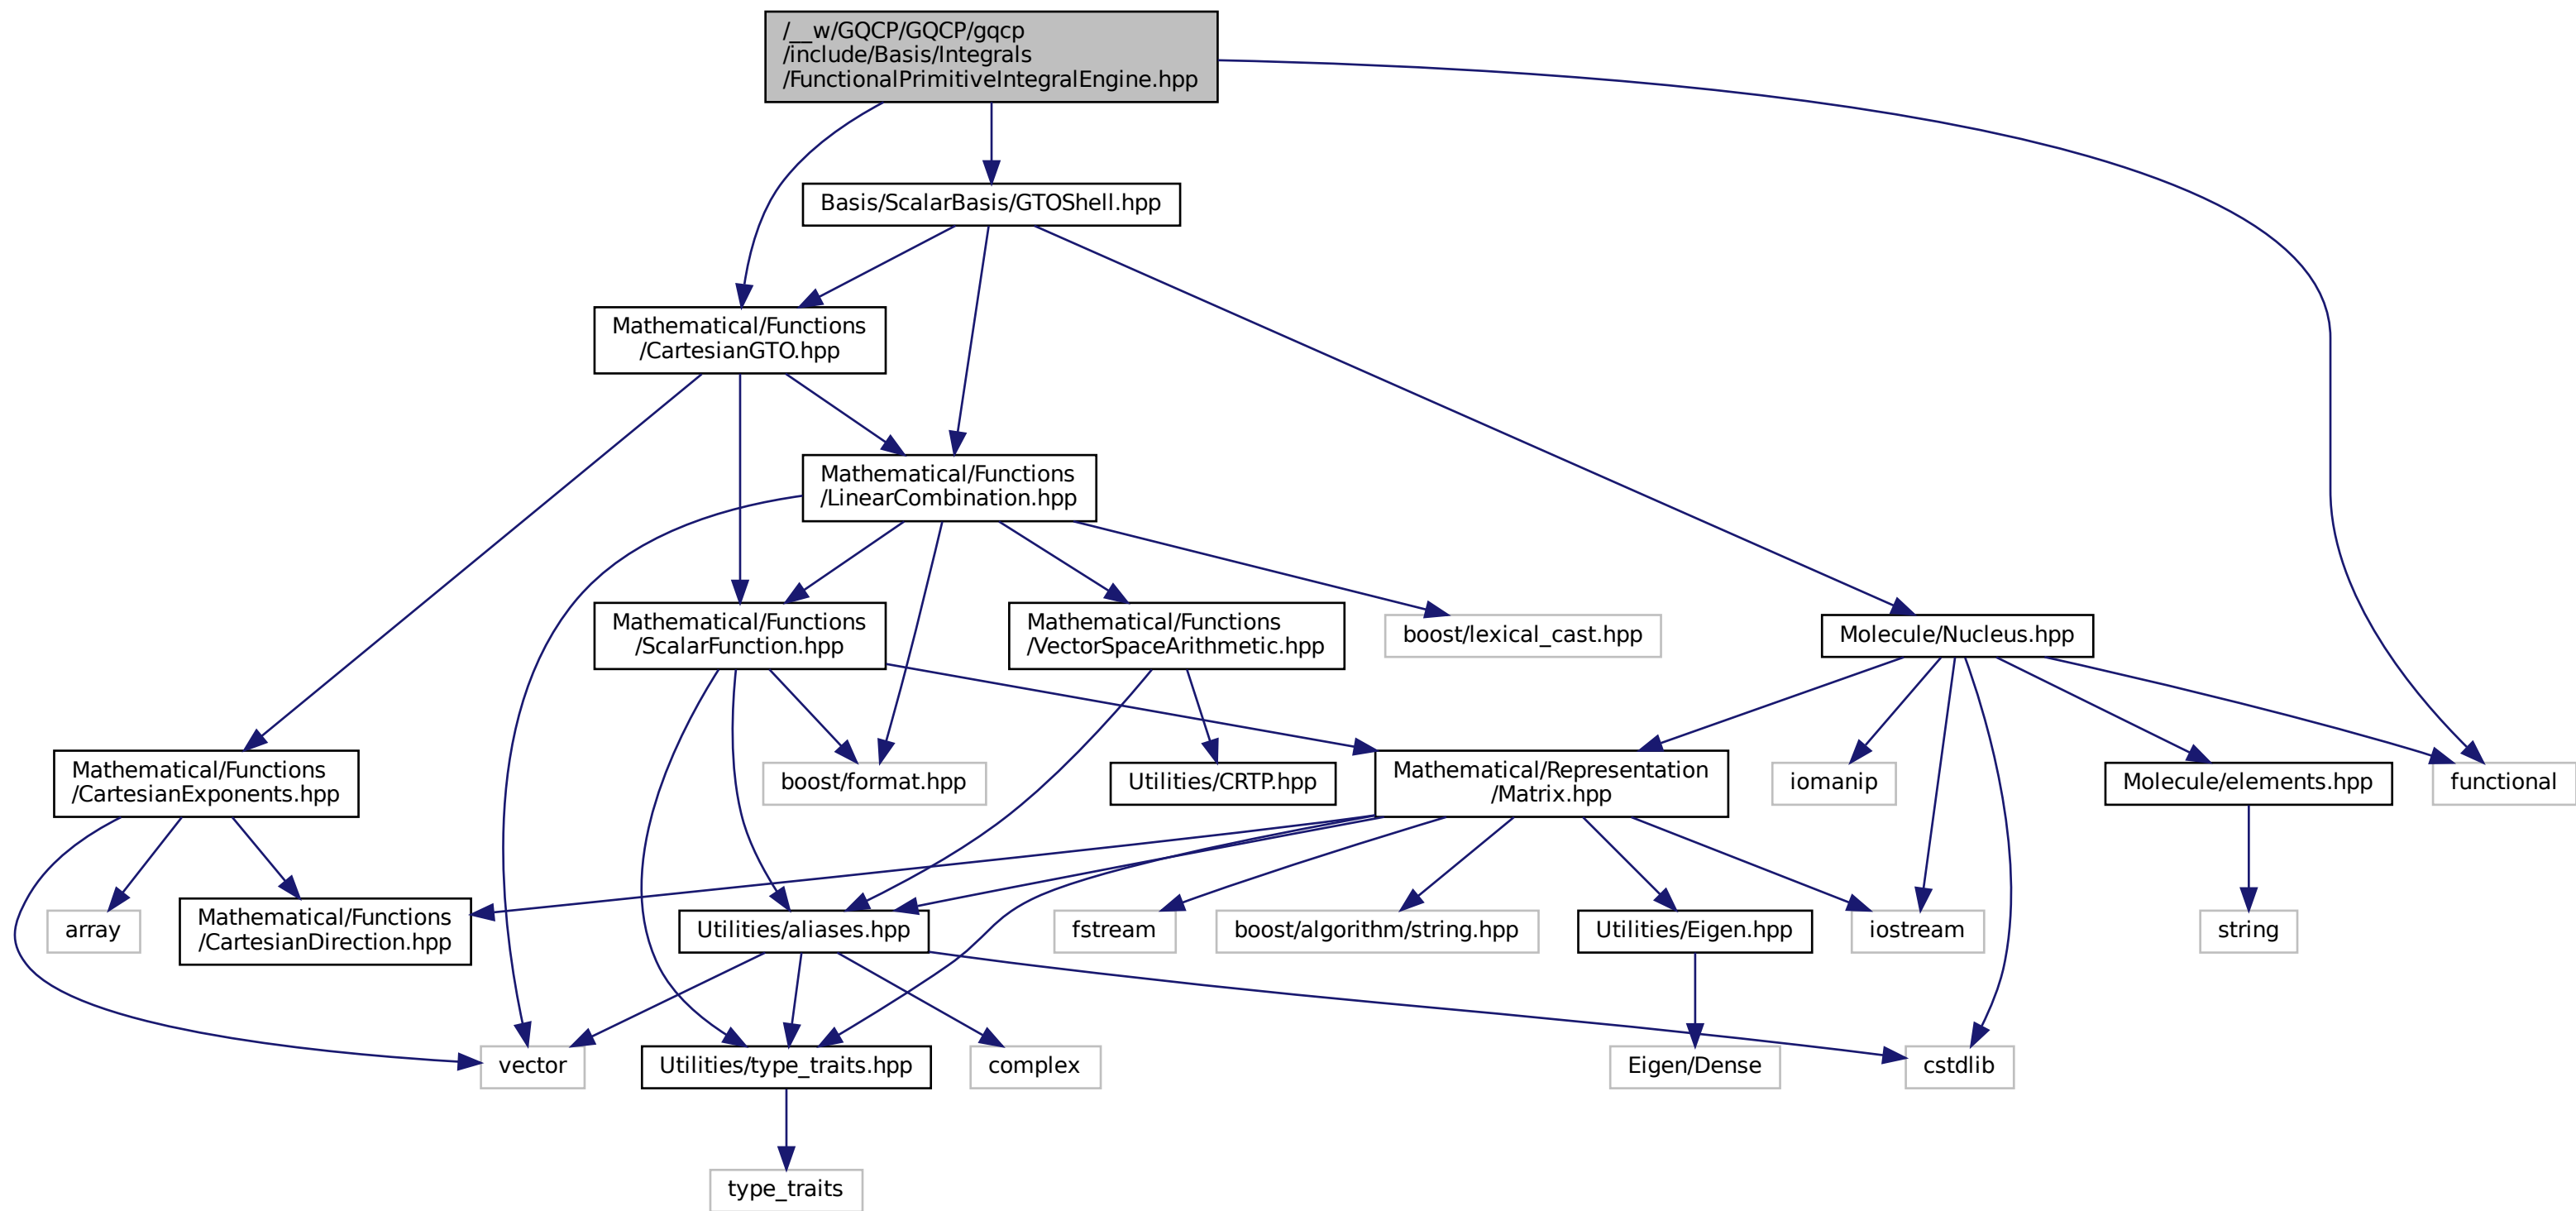 /__w/GQCP/GQCP/gqcp
/include/Basis/Integrals
/FunctionalPrimitiveIntegralEngine.hpp
Basis/ScalarBasis/GTOShell.hpp
Mathematical/Functions
/CartesianGTO.hpp
Mathematical/Functions
/LinearCombination.hpp
Mathematical/Functions
/ScalarFunction.hpp
Mathematical/Functions
/VectorSpaceArithmetic.hpp
boost/lexical_cast.hpp
Molecule/Nucleus.hpp
Mathematical/Functions
/CartesianExponents.hpp
boost/format.hpp
Utilities/CRTP.hpp
Mathematical/Representation
/Matrix.hpp
iomanip
Molecule/elements.hpp
functional
array
Mathematical/Functions
/CartesianDirection.hpp
Utilities/aliases.hpp
fstream
boost/algorithm/string.hpp
Utilities/Eigen.hpp
iostream
string
vector
Utilities/type_traits.hpp
complex
Eigen/Dense
cstdlib
type_traits